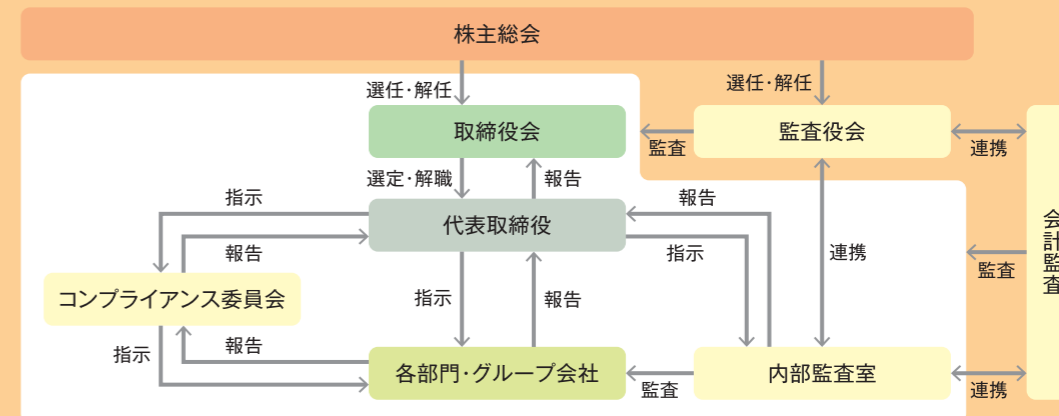 株主総会
選任・解任
選任・解任
取締役会
監査
監査役会
連携
選定・解職
報告
指示
代表取締役
報告
報告
指示
連携
監査
会計監査
コンプライアンス委員会
指示
報告
指示
報告
各部門・グループ会社
監査
内部監査室
連携